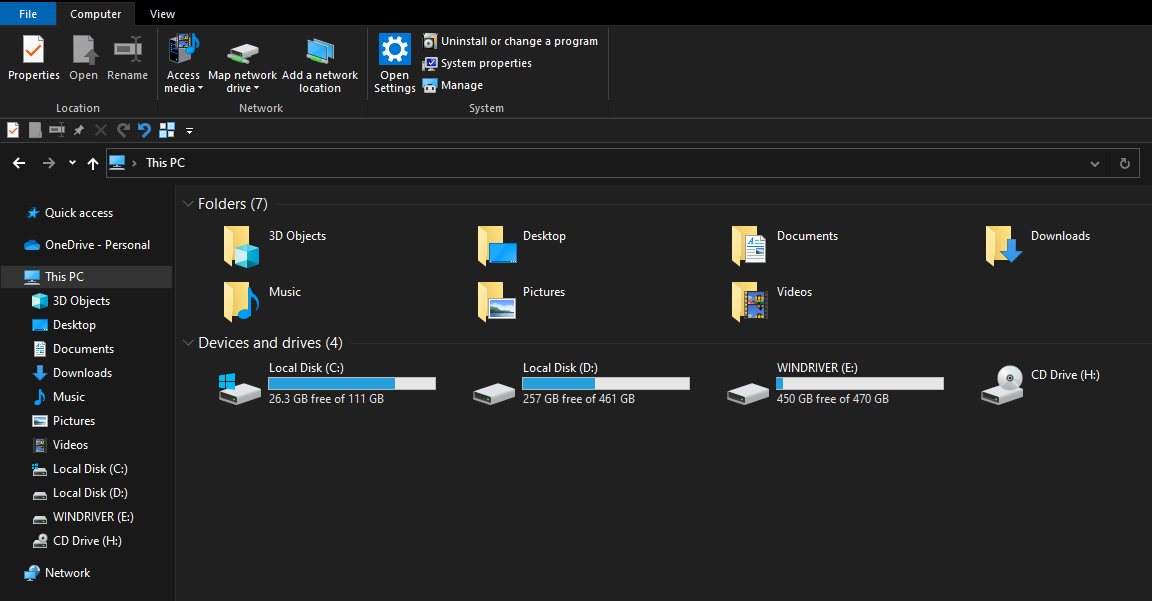 File Computer View
Properties Open Rename
Access media
Map network drive
Add a network location
Open Settings
Uninstall or change a program
System properties
Manage
Location Network System
This PC
Quick access
OneDrive - Personal
This PC
3D Objects
Desktop
Documents
Downloads
Music
Pictures
Videos
Local Disk (C:)
Local Disk (D:)
WINDRIVER (E:)
CD Drive (H:)
Network
Folders (7)
3D Objects Desktop Documents Downloads
Music Pictures Videos
Devices and drives (4)
Local Disk (C:)
26.3 GB free of 111 GB
Local Disk (D:)
257 GB free of 461 GB
WINDRIVER (E:)
450 GB free of 470 GB
CD Drive (H:)